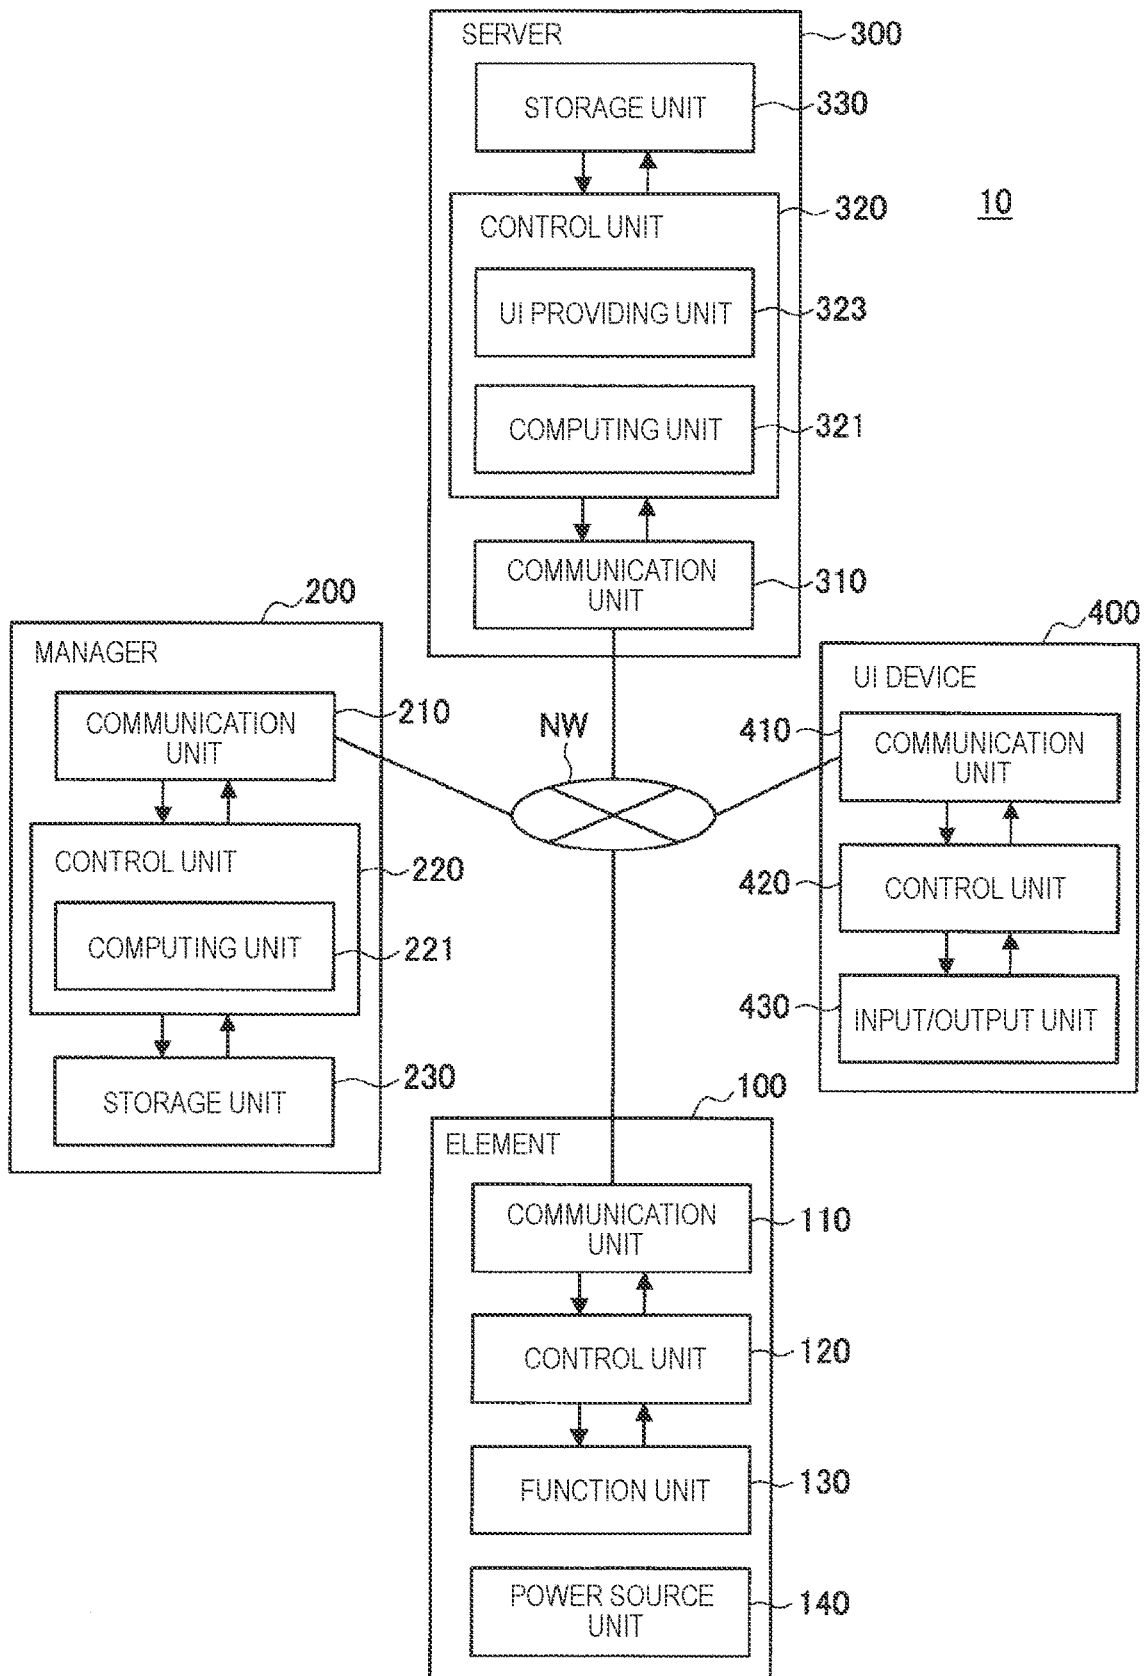 SERVER
300
STORAGE UNIT
330
10
CONTROL UNIT
320
UI PROVIDING UNIT
323
COMPUTING UNIT
321
COMMUNICATION
UNIT
310
200
MANAGER
COMMUNICATION
UNIT
210
CONTROL UNIT
220
COMPUTING UNIT
221
STORAGE UNIT
230
NW
400
UI DEVICE
410
COMMUNICATION
UNIT
420
CONTROL UNIT
430
INPUT/OUTPUT UNIT
100
ELEMENT
COMMUNICATION
UNIT
110
CONTROL UNIT
120
FUNCTION UNIT
130
POWER SOURCE
UNIT
140